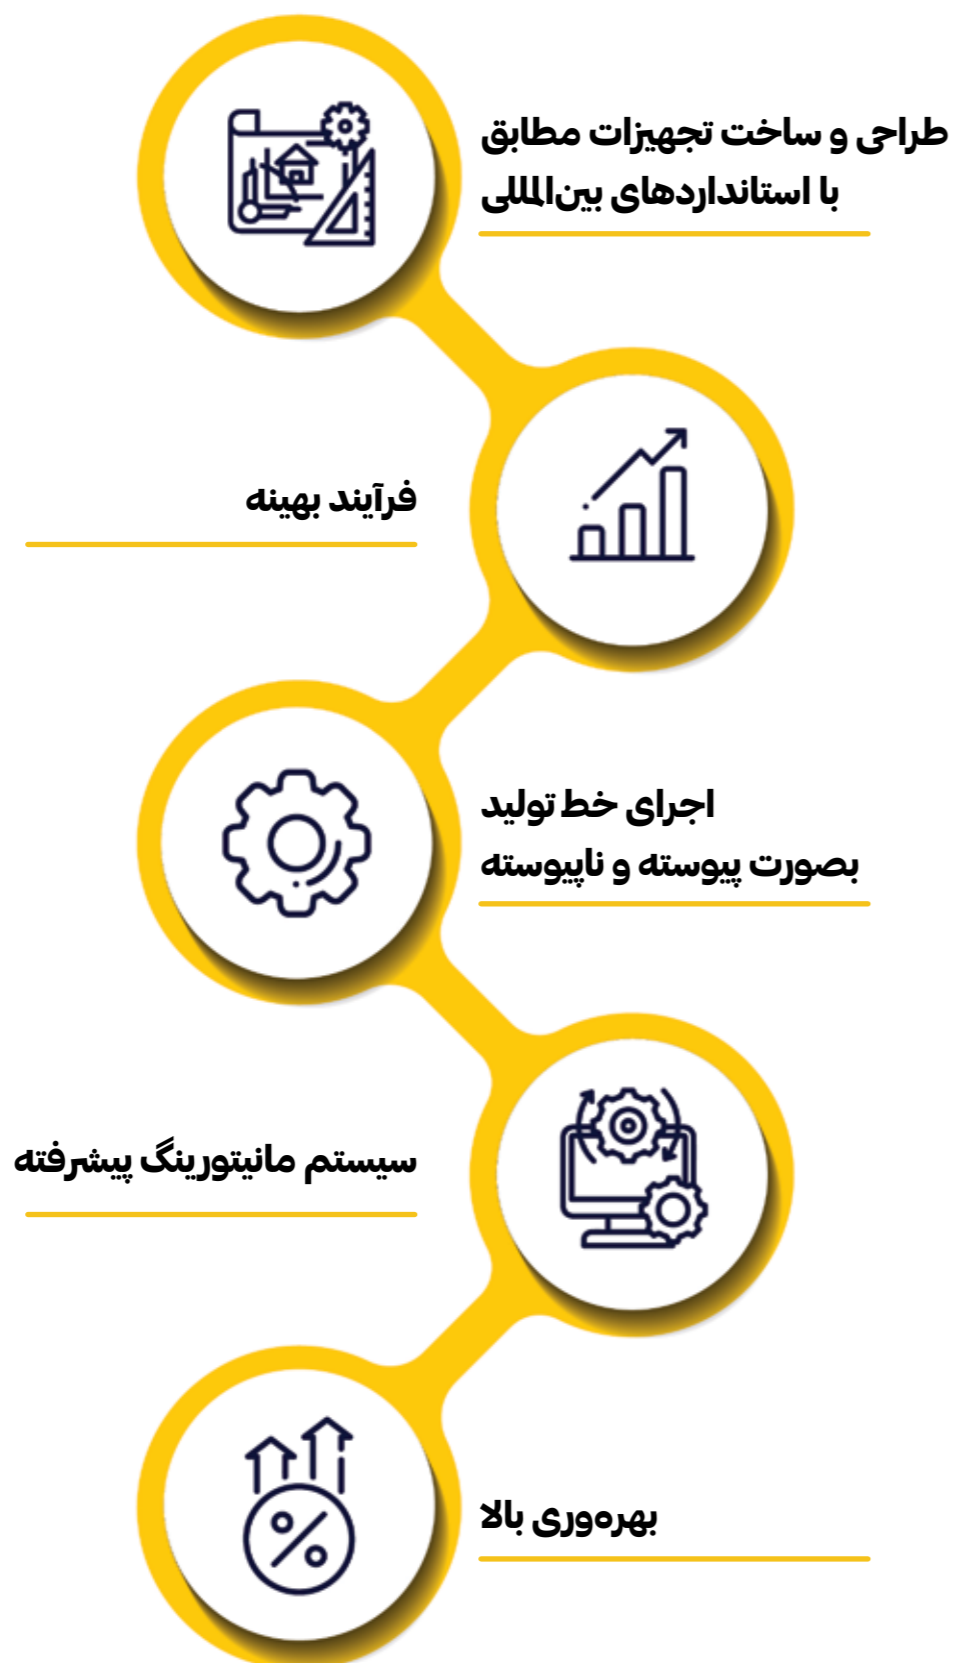 طراحی و ساخت تجهیزات مطابق
با استانداردهای بین‌المللی
فرآیند بهینه
اجرای خط تولید
بصورت پیوسته و ناپیوسته
سیستم مانیتورینگ پیشرفته
بهره‌وری بالا